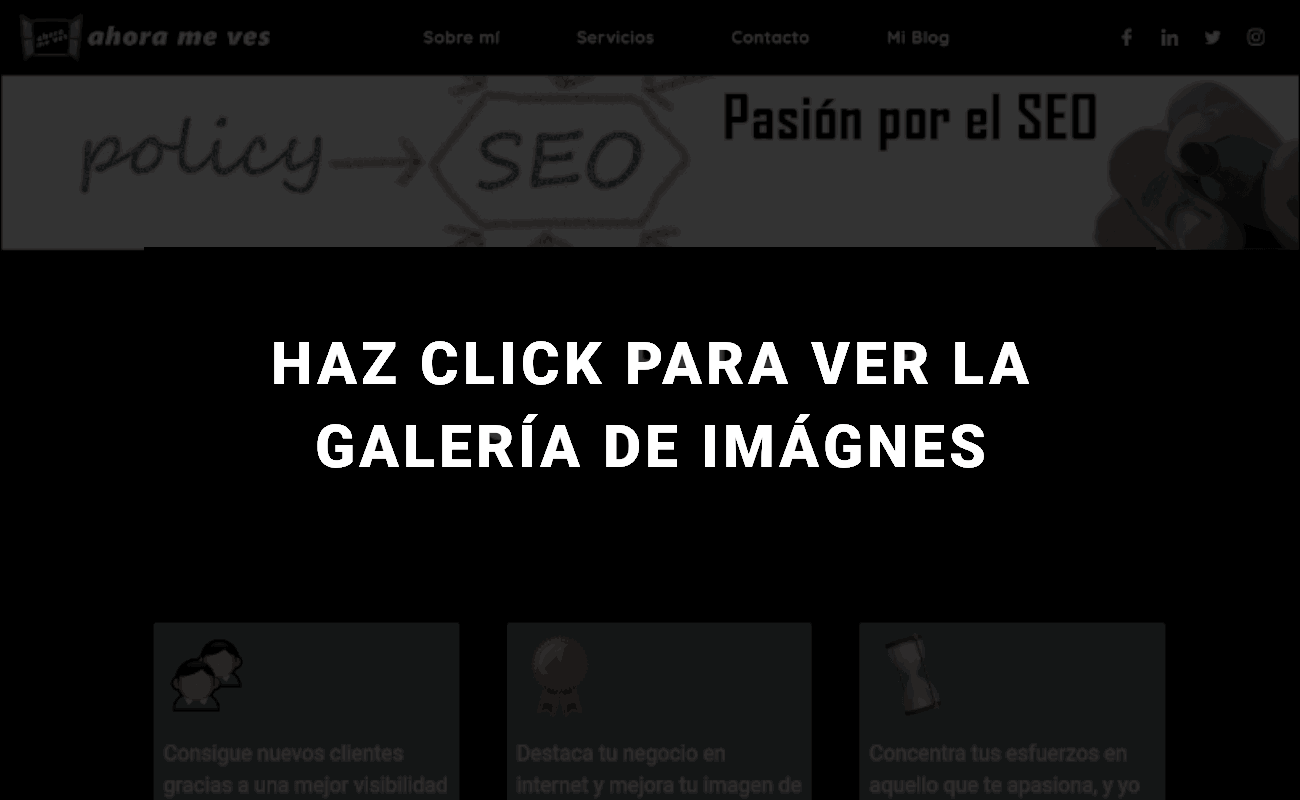 ahora me ves
Sobre mí
Servicios
Contacto
Mi Blog
policy
SEO
Pasión por el SEO
HAZ CLICK PARA VER LA
GALERÍA DE IMÁGNES
Consigue nuevos clientes
gracias a una mejor visibilidad
Destaca tu negocio en
internet y mejora tu imagen de
Concentra tus esfuerzos en
aquello que te apasiona, y yo